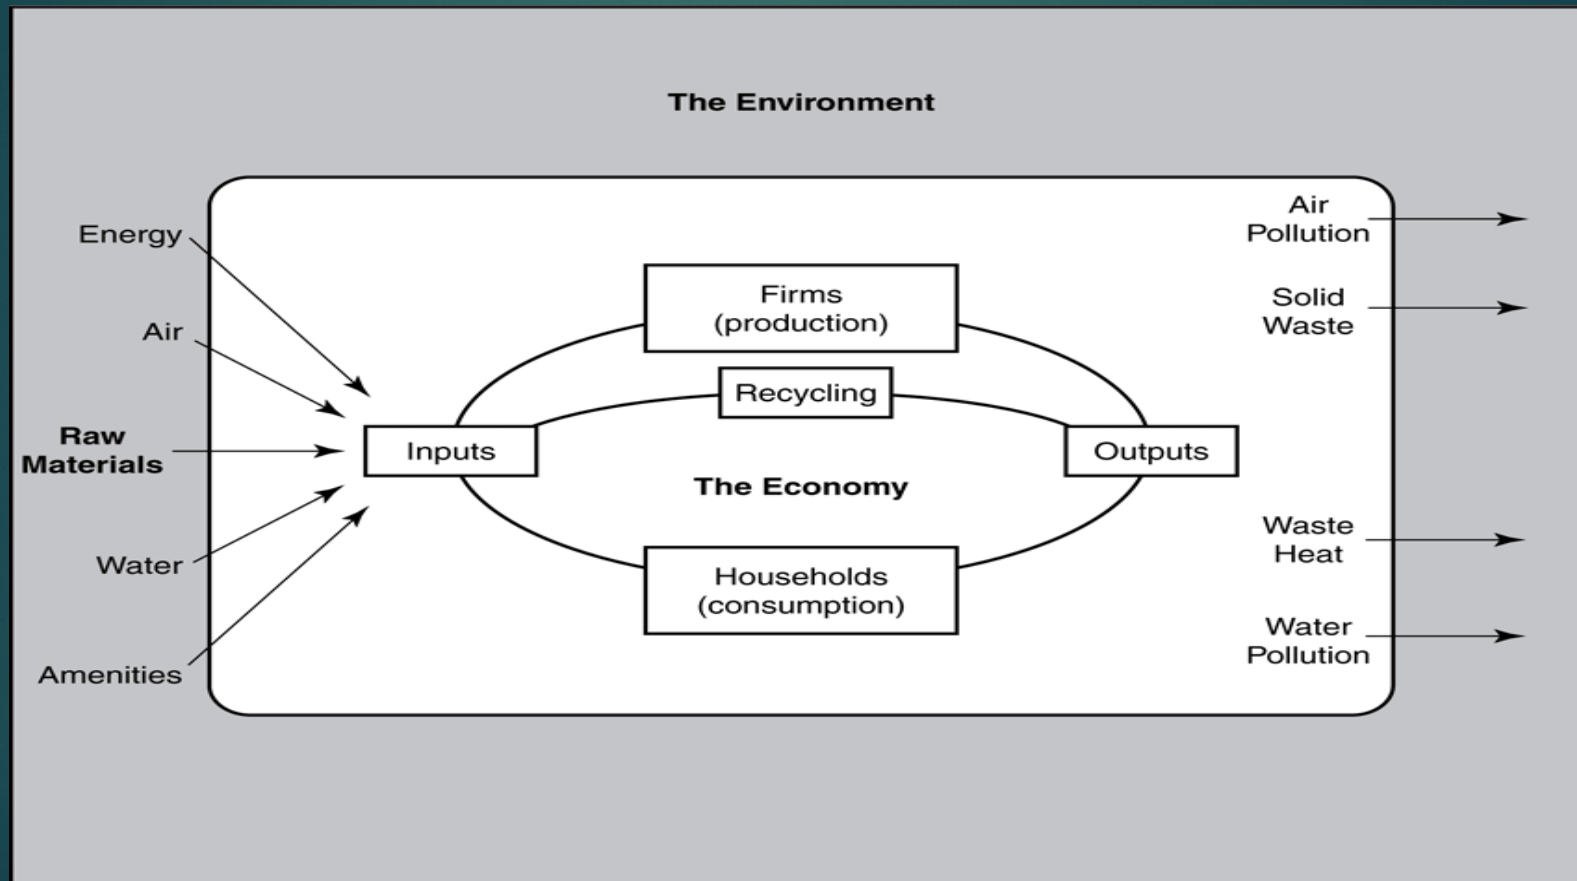 The Environment
Energy
Air
Raw
Materials
Water
Amenities
Firms
(production)
Recycling
Inputs
Outputs
The Economy
Households
(consumption)
Air
Pollution
Solid
Waste
Waste
Heat
Water
Pollution